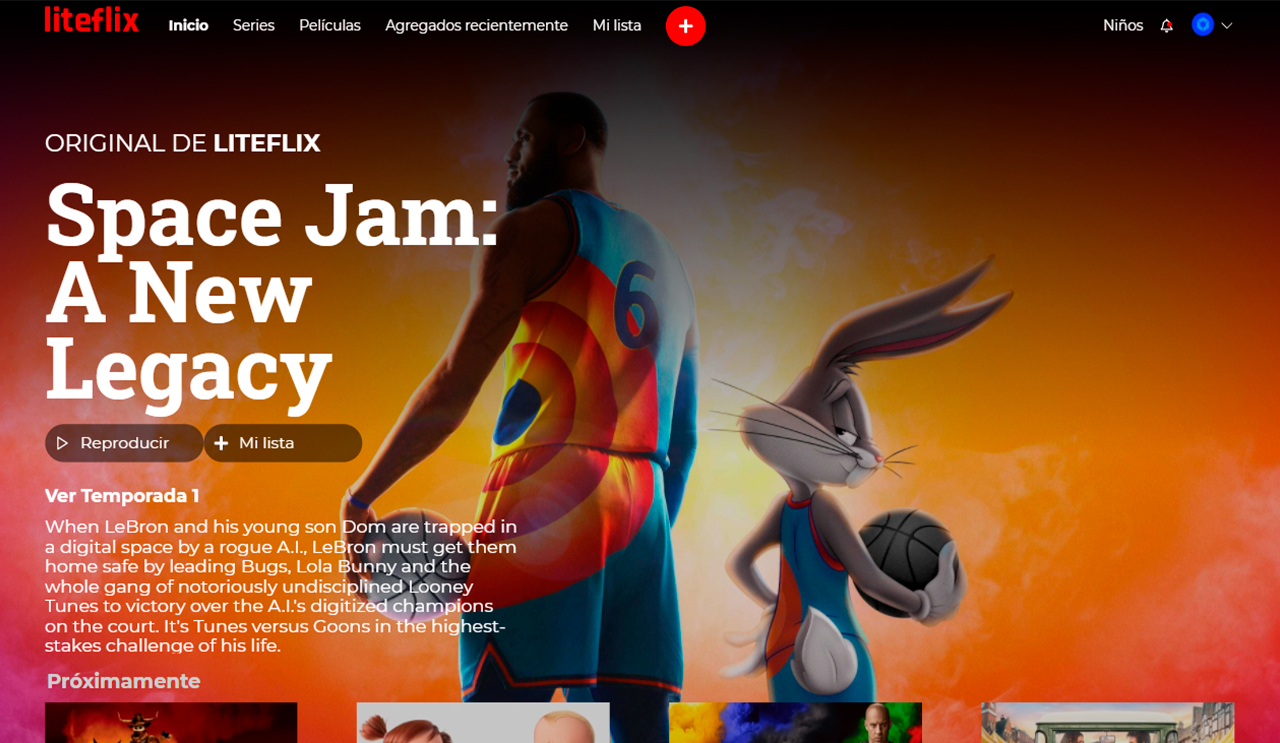 liteflix
Inicio
Series
Películas
Agregados recientemente
Mi lista
Niños
ORIGINAL DE LITEFLIX
Space Jam:
A New
Legacy
6
Reproducir
Mi lista
Ver Temporada 1
When LeBron and his young son Dom are trapped in
a digital space by a rogue A.I., LeBron must get them
home safe by leading Bugs, Lola Bunny and the
whole gang of notoriously undisciplined Looney
Tunes to victory over the A.I.'s digitized champions
on the court. It’s Tunes versus Goons in the highest-
stakes challenge of his life.
Próximamente